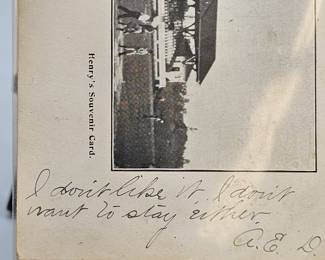 Henry's Souvenir Card.
I don't like it, I don't
want to stay either.
A. E. D.